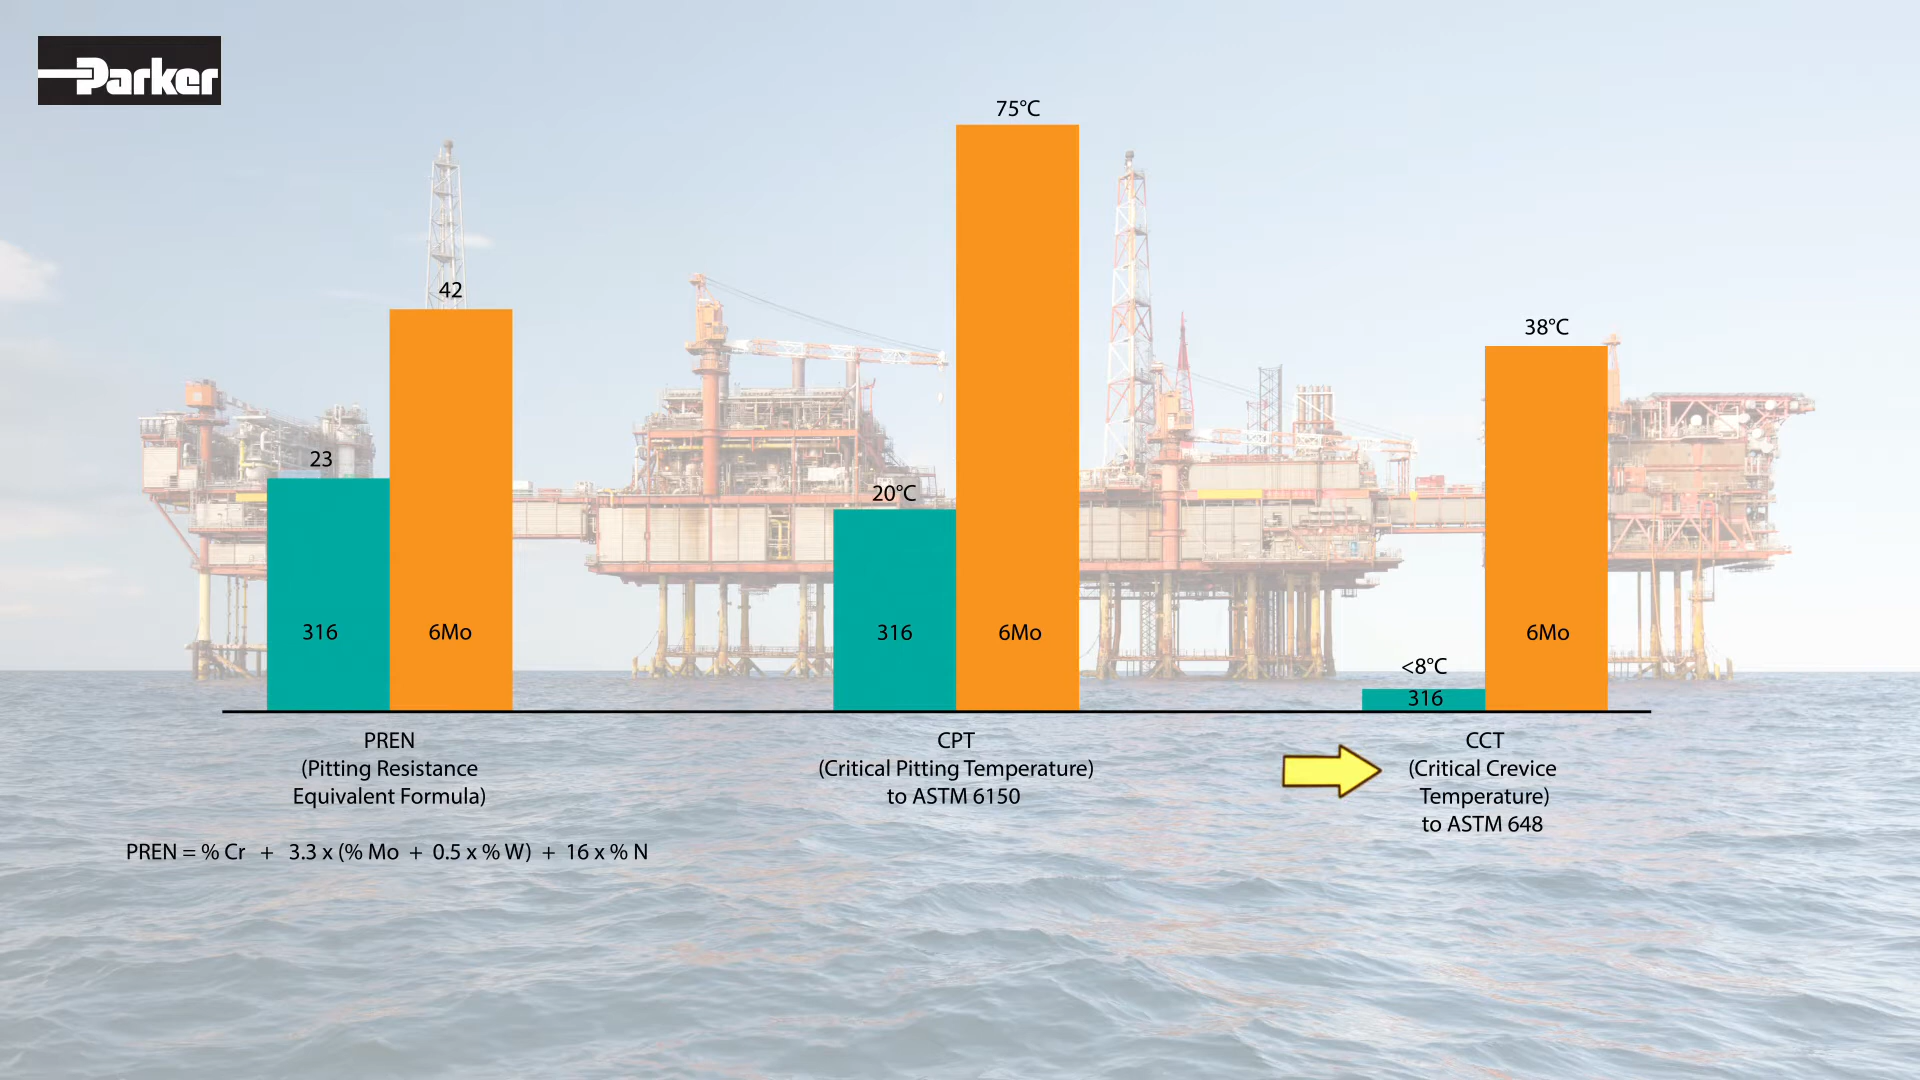 Parker
75°C
42
38°C
23
20°C
316
6Mo
316
6Mo
6Mo
<8°C
316
PREN
(Pitting Resistance
Equivalent Formula)
CPT
(Critical Pitting Temperature)
to ASTM 6150
CCT
(Critical Crevice
Temperature)
to ASTM 648
PREN = % Cr + 3.3 x (% Mo + 0.5 x % W) + 16 x % N